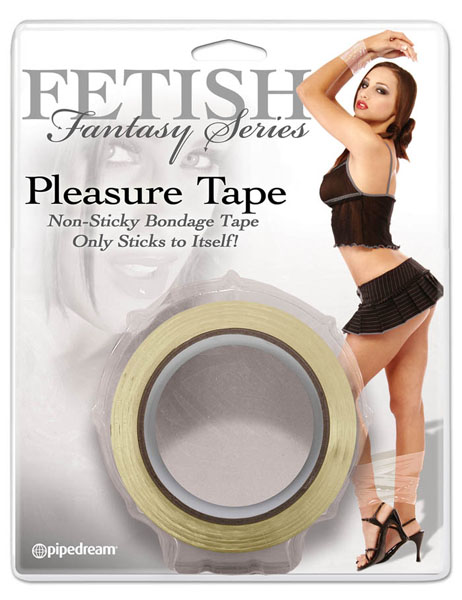 FETISH
Fantasy Series
Pleasure Tape
Non-Sticky Bondage Tape
Only Sticks to Itself!
pipedream®